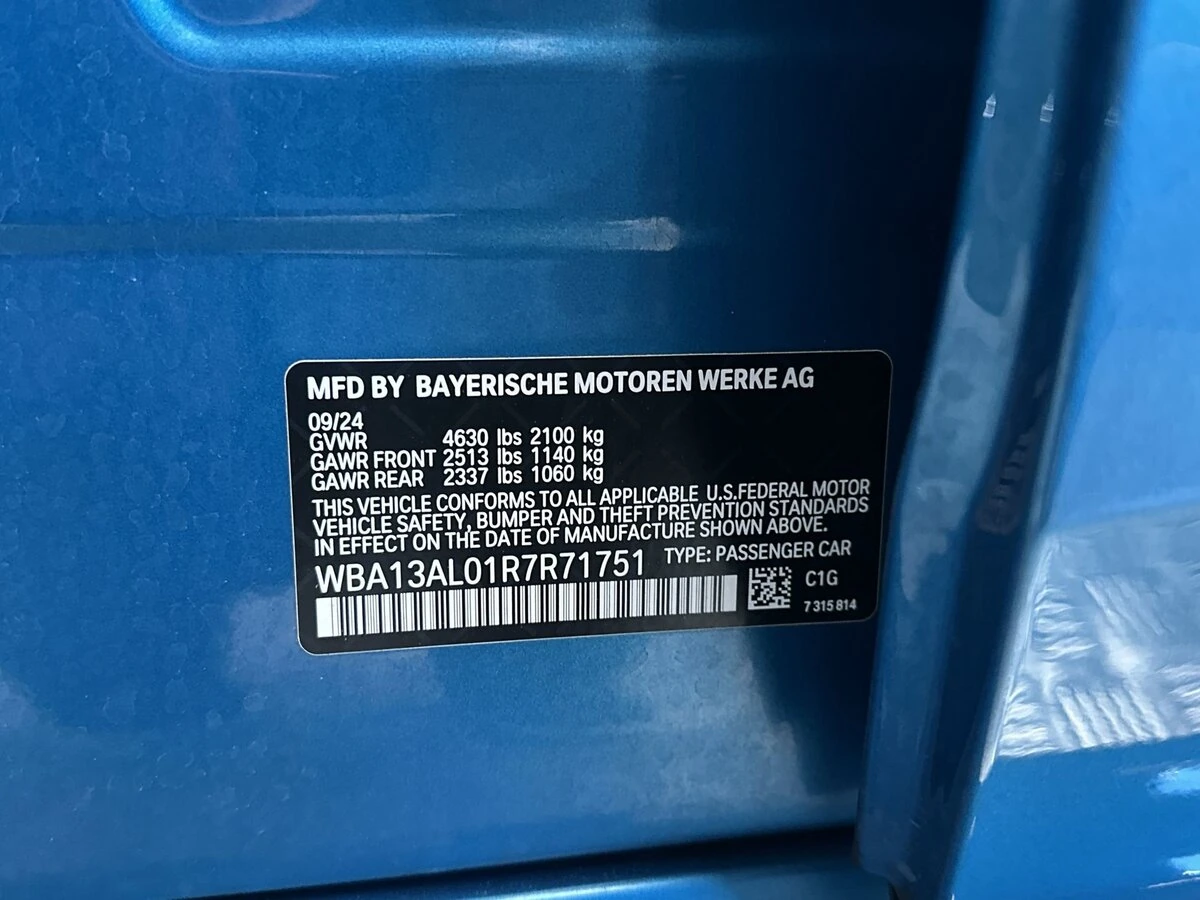 MFD BY BAYERISCHE MOTOREN WERKE AG
09/24
GVWR 4630 lbs 2100 kg
GAWR FRONT 2513 lbs 1140 kg
GAWR REAR 2337 lbs 1060 kg
THIS VEHICLE CONFORMS TO ALL APPLICABLE U.S.FEDERAL MOTOR
VEHICLE SAFETY, BUMPER AND THEFT PREVENTION STANDARDS
IN EFFECT ON THE DATE OF MANUFACTURE SHOWN ABOVE.
WBA13AL01R7R71751 TYPE: PASSENGER CAR
C1G
7 315 814